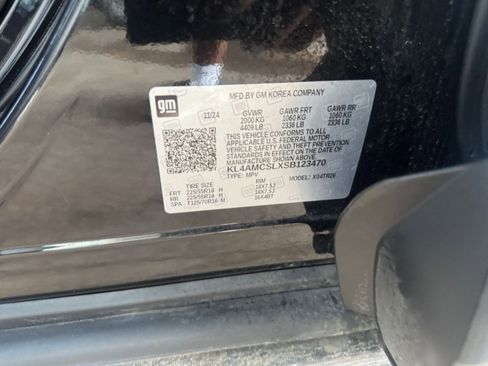 MFD BY GM KOREA COMPANY
gm
11/24
GVWR GAWR FRT GAWR RR
2000 KG 1060 KG 1060 KG
4409 LB 2336 LB 2336 LB
THIS VEHICLE CONFORMS TO ALL
APPLICABLE U.S. FEDERAL MOTOR
VEHICLE SAFETY AND THEFT PREVENTION
STANDARDS IN EFFECT ON THE DATE OF
MANUFACTURE SHOWN ABOVE.
KL4AMCSLXSB123470
TYPE: MPV MODEL: X04TR26
TIRE SIZE RIM
FRT 225/55R18 H 18X7.5J
RR 225/55R18 H 18X7.5J
SPA: T125/70R16 M 16X4DT